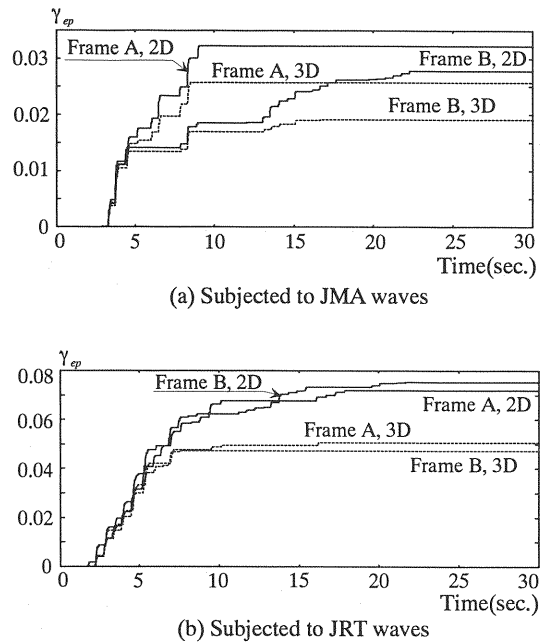 γep
0.03
Frame A, 2D
Frame B, 2D
Frame A, 3D
0.02
Frame B, 3D
0.01
0
0 5 10 15 20 25 30
Time(sec.)
(a) Subjected to JMA waves
γep
0.08
Frame B, 2D
Frame A, 2D
0.06
Frame A, 3D
0.04
Frame B, 3D
0.02
0
0 5 10 15 20 25 30
Time(sec.)
(b) Subjected to JRT waves